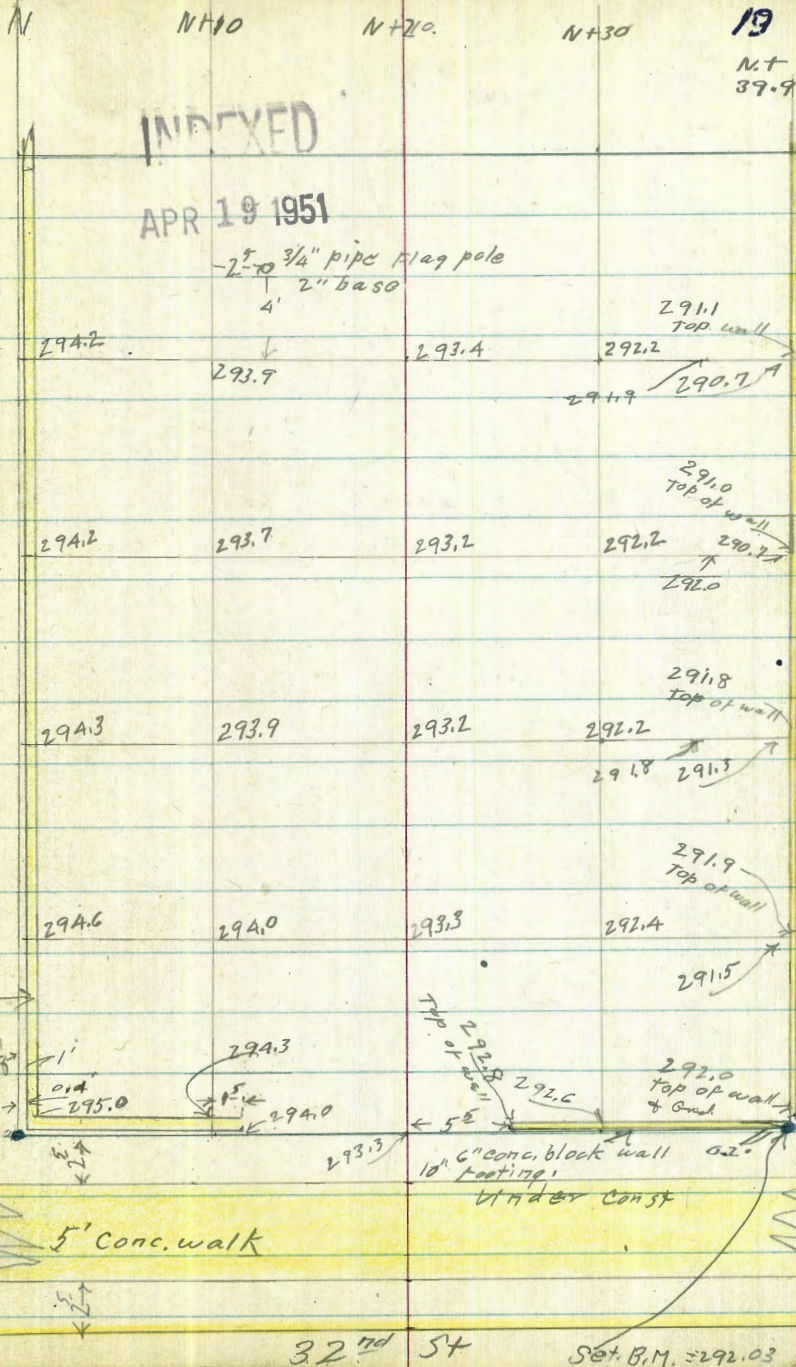 N N+10 N+20. N+30 19
N.+
39.9
INDEXED
APR 19 1951
2⁵ 3/4" pipe Flag pole
2" base
4'
291.1
Top wall
294.2 293.4 292.2
293.9 291.9 290.7
291.0
Top of wall
294.2 293.7 293.2 292.2 290.7
292.0
291.8
Top of wall
294.3 293.9 293.2 292.2
291.8 291.5
291.9
Top of wall
294.6 294.0 293.3 292.4
291.5
294.3
292.8
Top of wall
292.6
292.0
top of wall
& Gnd
1'
0.4'
295.0 1⁵ 294.0 5⁵
293.3
6" conc. block wall 0.2'
10" footing.
Under Const
2⁵
5' Conc. walk
2⁵
32nd St
Set. B.M. = 292.03